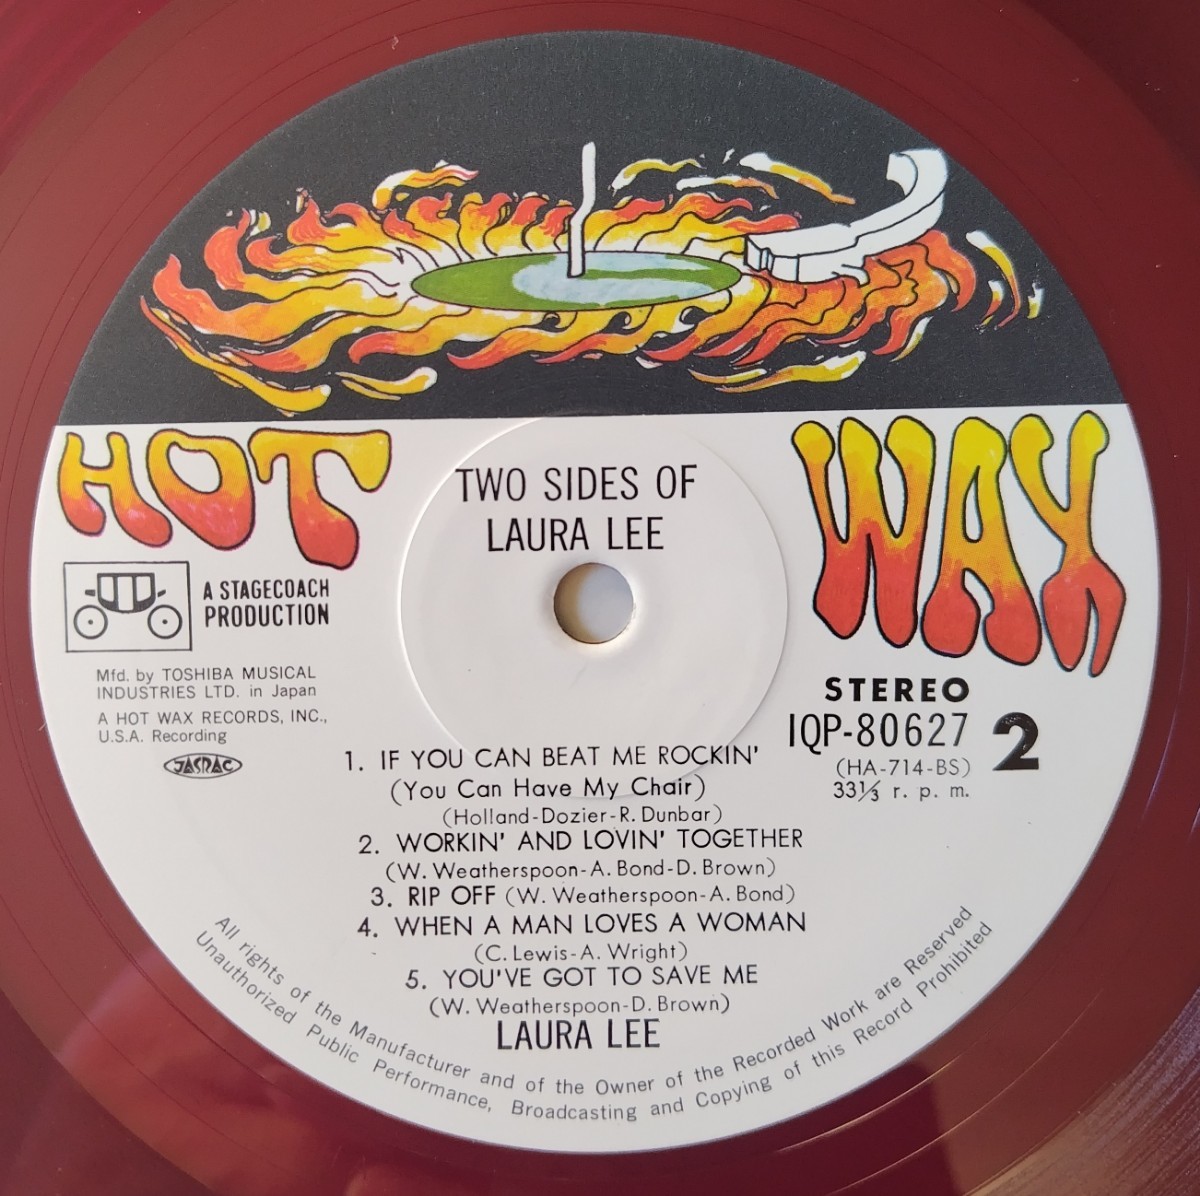 HOT WAX
TWO SIDES OF
LAURA LEE
A STAGECOACH
PRODUCTION
Mfd. by TOSHIBA MUSICAL
INDUSTRIES LTD. in Japan
A HOT WAX RECORDS, INC.,
U.S.A. Recording
JASRAC
STEREO
IQP-80627 2
(HA-714-BS)
33⅓ r. p. m.
1. IF YOU CAN BEAT ME ROCKIN'
(You Can Have My Chair)
(Holland-Dozier-R. Dunbar)
2. WORKIN' AND LOVIN' TOGETHER
(W. Weatherspoon-A. Bond-D. Brown)
3. RIP OFF (W. Weatherspoon-A. Bond)
4. WHEN A MAN LOVES A WOMAN
(C. Lewis-A. Wright)
5. YOU'VE GOT TO SAVE ME
(W. Weatherspoon-D. Brown)
LAURA LEE
All rights of the Manufacturer and of the Owner of the Recorded Work are Reserved
Unauthorized Public Performance, Broadcasting and Copying of this Record Prohibited